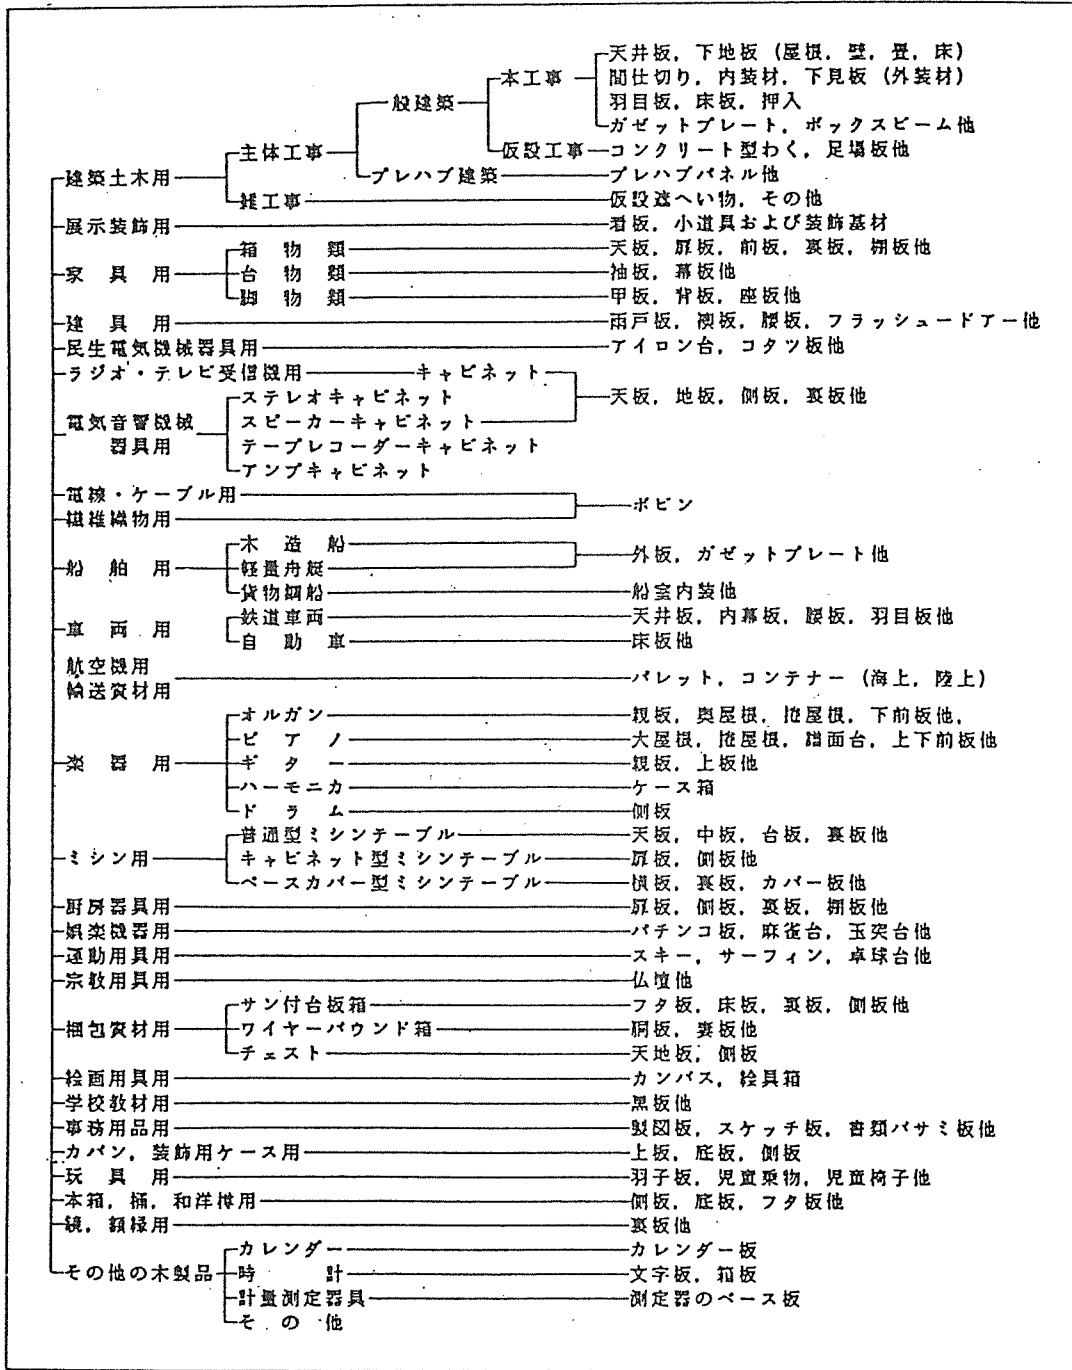 天井板,下地板(屋根,壁,畳,床)
本工事 間仕切り,内装材,下見板(外装材)
一般建築 羽目板,床板,押入
ガゼットプレート,ボックスビーム他
主体工事 仮設工事 コンクリート型わく,足場板他
建築土木用 プレハブ建築 プレハブパネル他
雑工事 仮設遮へい物,その他
展示装飾用 看板,小道具および装飾基材
箱物類 天板,扉板,前板,裏板,棚板他
家具用 台物類 袖板,幕板他
脚物類 甲板,背板,座板他
建具用 雨戸板,襖板,腰板,フラッシュードアー他
民生電気機械器具用 アイロン台,コタツ板他
ラジオ・テレビ受信機用 キャビネット
ステレオキャビネット 天板,地板,側板,裏板他
電気音響機械 スピーカーキャビネット
器具用 テープレコーダーキャビネット
アンプキャビネット
電線・ケーブル用
ボビン
繊維織物用
木造船
船舶用 軽量舟艇 外板,ガゼットプレート他
貨物鋼船 船室内装他
車両用 鉄道車両 天井板,内幕板,腰板,羽目板他
自動車 床板他
航空機用
輸送資材用 パレット,コンテナー(海上,陸上)
オルガン 親板,奥屋根,捲屋根,下前板他,
ピアノ 大屋根,捲屋根,譜面台,上下前板他
楽器用 ギター 親板,上板他
ハーモニカ ケース箱
ドラム 側板
普通型ミシンテーブル 天板,中板,台板,裏板他
ミシン用 キャビネット型ミシンテーブル 扉板,側板他
ベースカバー型ミシンテーブル 横板,裏板,カバー板他
厨房器具用 扉板,側板,裏板,棚板他
娯楽機器用 パチンコ板,麻雀台,玉突台他
運動用具用 スキー,サーフィン,卓球台他
宗教用具用 仏壇他
サン付台板箱 フタ板,床板,裏板,側板他
梱包資材用 ワイヤーバウンド箱 胴板,妻板他
チェスト 天地板,側板
絵画用具用 カンバス,絵具箱
学校教材用 黒板他
事務用品用 製図板,スケッチ板,書類バサミ板他
カバン,装飾用ケース用 上板,底板,側板
玩具用 羽子板,児童乗物,児童椅子他
本箱,桶,和洋樽用 側板,底板,フタ板他
鏡,額縁用 裏板他
カレンダー カレンダー板
その他の木製品 時計 文字板,箱板
計量測定器具 測定器のベース板
その他